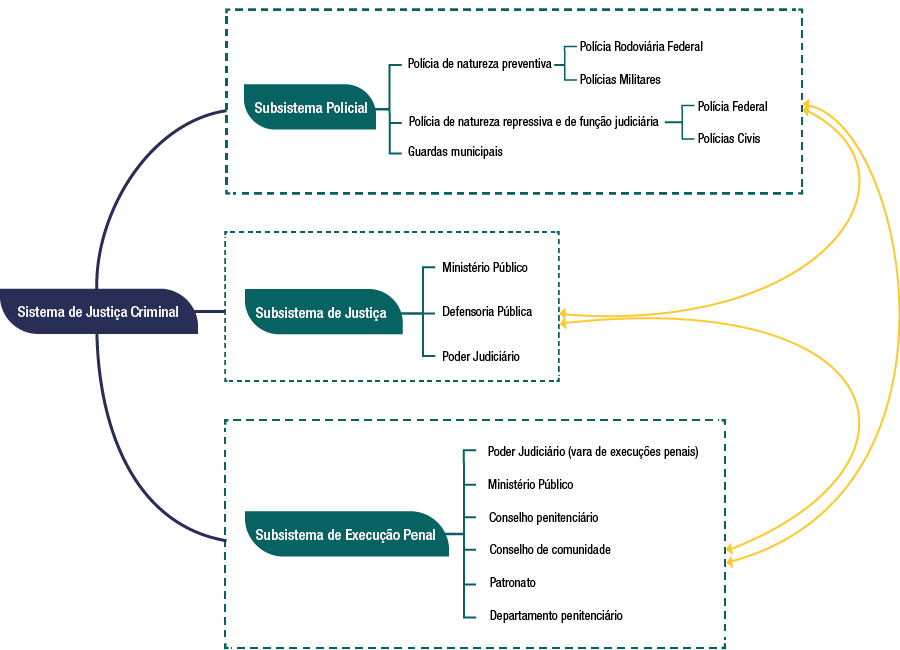 Sistema de Justiça Criminal
Subsistema Policial
Polícia de natureza preventiva
Polícia Rodoviária Federal
Polícias Militares
Polícia de natureza repressiva e de função judiciária
Polícia Federal
Polícias Civis
Guardas municipais
Subsistema de Justiça
Ministério Público
Defensoria Pública
Poder Judiciário
Subsistema de Execução Penal
Poder Judiciário (vara de execuções penais)
Ministério Público
Conselho penitenciário
Conselho de comunidade
Patronato
Departamento penitenciário